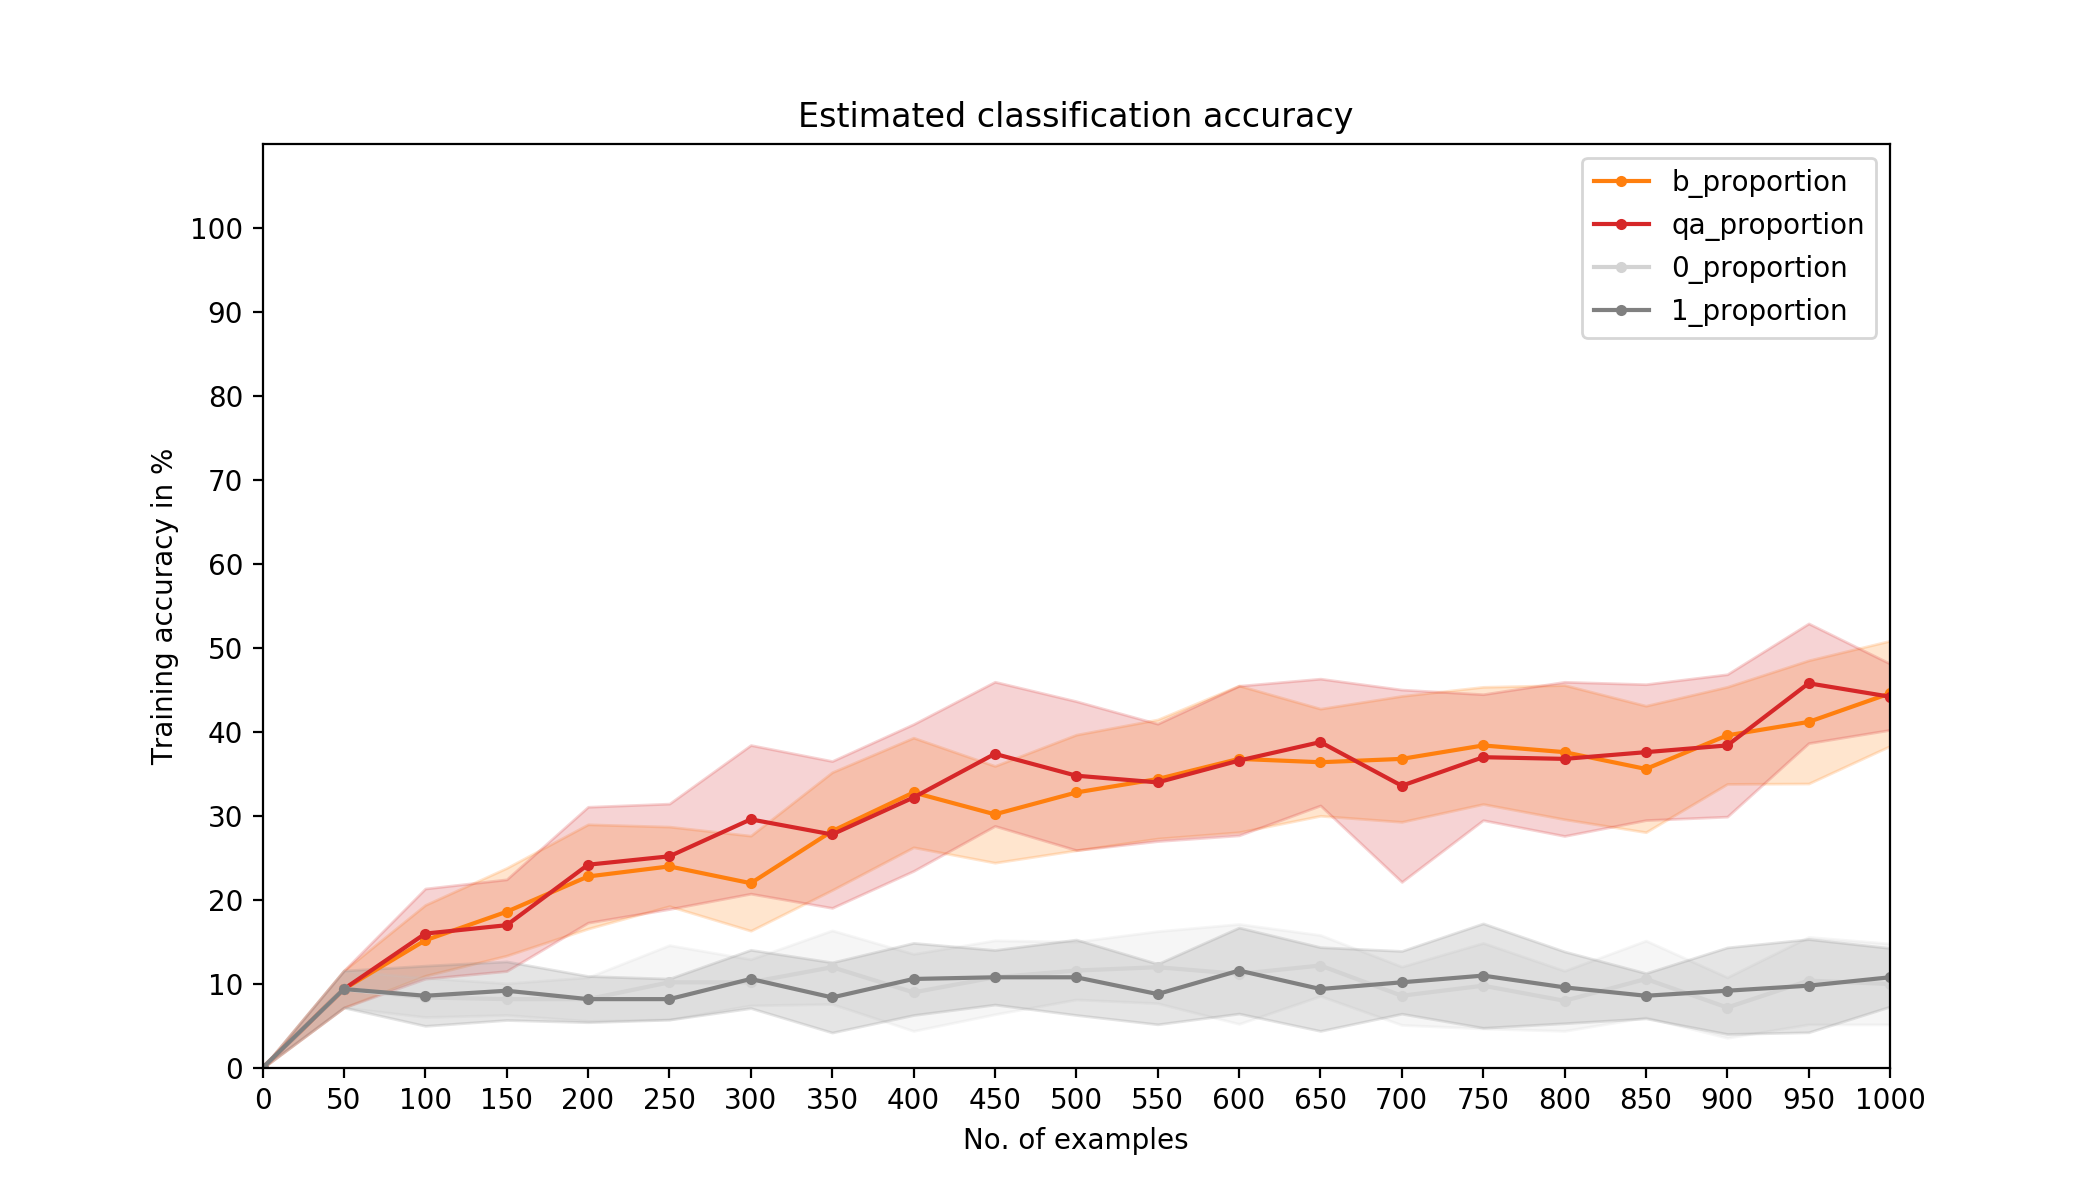 Estimated classification accuracy
b_proportion
qa_proportion
0_proportion
1_proportion
100
90
80
70
60
50
40
30
20
10
0
Training accuracy in %
0 50 100 150 200 250 300 350 400 450 500 550 600 650 700 750 800 850 900 950 1000
No. of examples